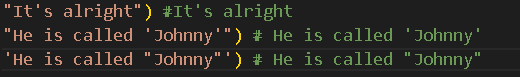 "It's alright") #It's alright
"He is called 'Johnny'") # He is called 'Johnny'
'He is called "Johnny"') # He is called "Johnny"